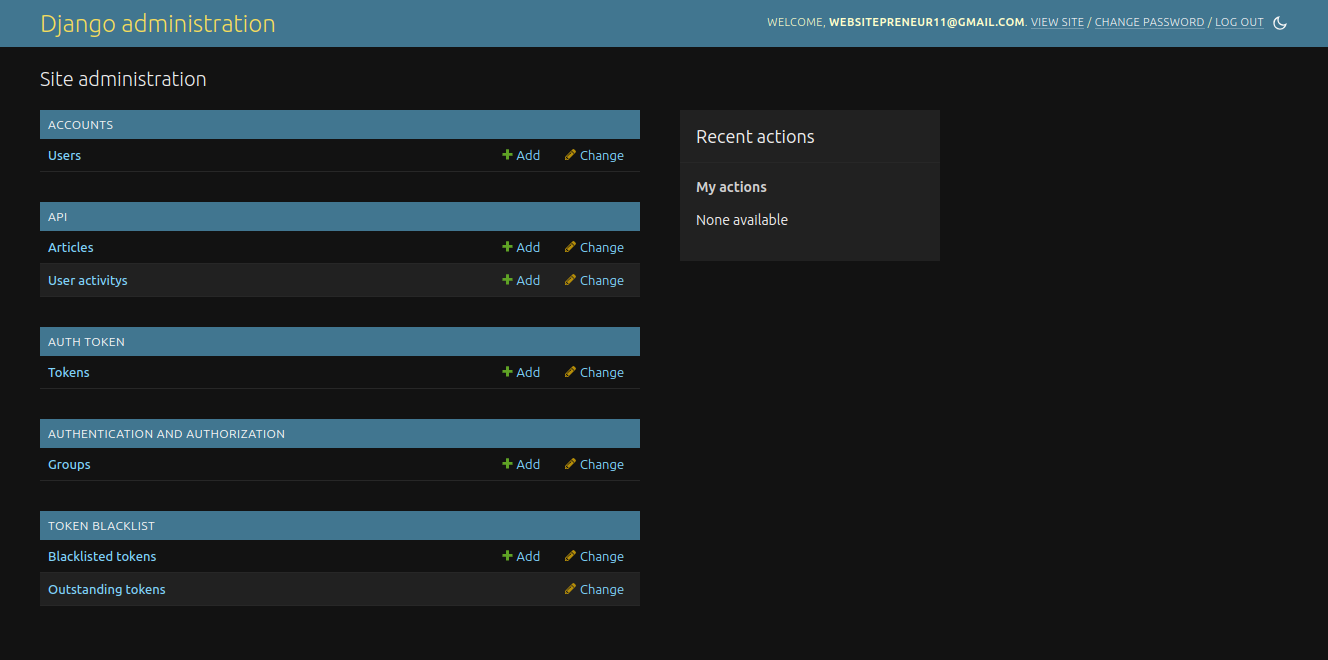 Django administration
WELCOME, WEBSITEPRENEUR11@GMAIL.COM. VIEW SITE / CHANGE PASSWORD / LOG OUT
Site administration
ACCOUNTS
Users Add Change
API
Articles Add Change
User activitys Add Change
AUTH TOKEN
Tokens Add Change
AUTHENTICATION AND AUTHORIZATION
Groups Add Change
TOKEN BLACKLIST
Blacklisted tokens Add Change
Outstanding tokens Change
Recent actions
My actions
None available